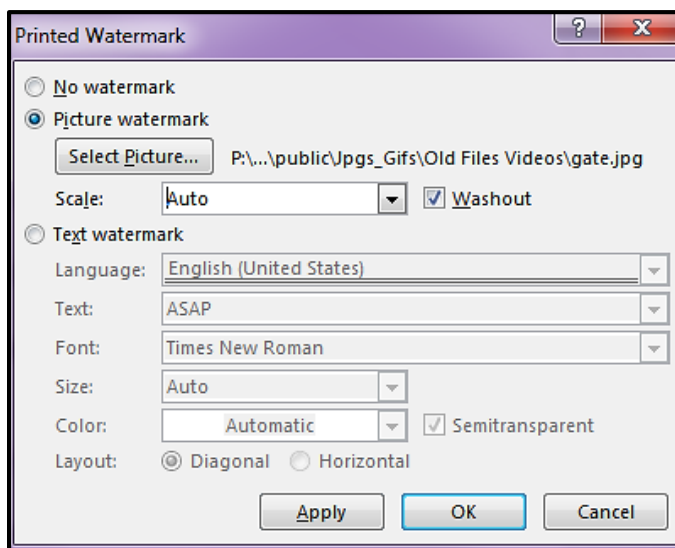 Printed Watermark ? X
No watermark
Picture watermark
Select Picture... P:\...\public\Jpgs_Gifs\Old Files Videos\gate.jpg
Scale: Auto Washout
Text watermark
Language: English (United States)
Text: ASAP
Font: Times New Roman
Size: Auto
Color: Automatic Semitransparent
Layout: Diagonal Horizontal
Apply OK Cancel